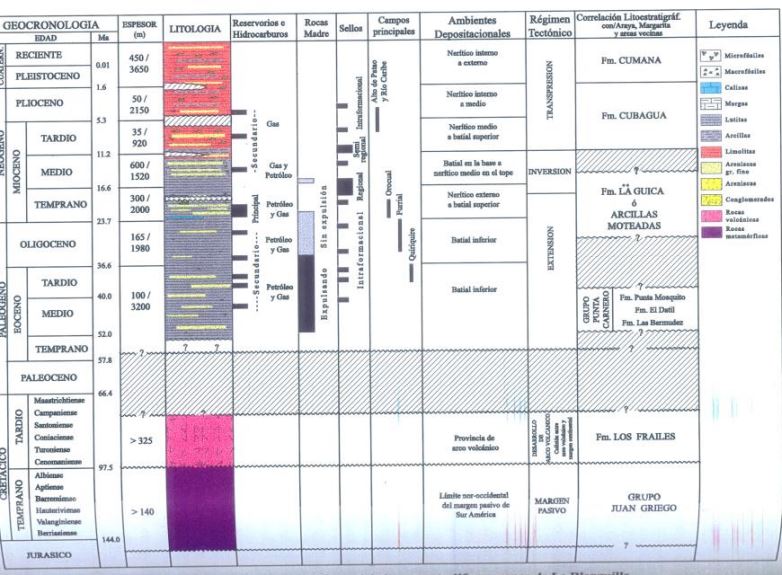 GEOCRONOLOGIA
EDAD
Ma
ESPESOR
(m)
LITOLOGIA
Reservorios e
Hidrocarburos
Rocas
Madre
Sellos
Campos
principales
Ambientes
Depositacionales
Régimen
Tectónico
Correlación Litoestratigráf.
con/Araya, Margarita
y areas vecinas
Leyenda
RECIENTE
0.01
PLEISTOCENO
1.6
450 /
3650
PLIOCENO
5.3
50 /
2150
NEOGENO
MIOCENO
TARDIO
11.2
35 /
920
MEDIO
16.6
600 /
1520
TEMPRANO
23.7
300 /
2000
PALEOGENO
OLIGOCENO
36.6
165 /
1980
EOCENO
TARDIO
40.0
MEDIO
52.0
100 /
3200
TEMPRANO
57.8
PALEOCENO
66.4
CRETACICO
TARDIO
Maastrichtiense
Campaniense
Santoniense
Coniaciense
Turoniense
Cenomaniense
97.5
> 325
TEMPRANO
Albiense
Aptiense
Barremiense
Hauteriviense
Valanginiense
Berriasiense
144.0
> 140
JURASICO
? ?
?
?
Gas
Gas y
Petróleo
Petróleo
y Gas
Petróleo
y Gas
Petróleo
y Gas
---Secundario---
Principal
----Secundario---
Sin expulsión
Expulsando
Intraformacional
Semi
regional
Regional
Intraformacional
Alto de Patao
y Río Caribe
Orocual
Furrial
Quiriquire
Nerítico interno
a externo
Nerítico interno
a medio
Nerítico medio
a batial superior
Batial en la base a
nerítico medio en el tope
Nerítico externo
a batial superior
Batial inferior
Batial inferior
Provincia de
arco volcánico
Límite nor-occidental
del margen pasivo de
Sur América
TRANSPRESION
INVERSION
EXTENSION
DESARROLLO
DE
ARCO VOLCANICO
Colisión entre
arco volcánico y
margen continental
MARGEN
PASIVO
Fm. CUMANA
Fm. CUBAGUA
?
Fm. LA GUICA
ó
ARCILLAS
MOTEADAS
?
GRUPO
PUNTA
CARNERO
Fm. Punta Mosquito
Fm. El Datil
Fm. Las Bermudez
?
?
?
Fm. LOS FRAILES
GRUPO
JUAN GRIEGO
?
Microfósiles
Macrofósiles
Calizas
Margas
Lutitas
Arcillas
Limolitas
Areniscas
gr. fino
Areniscas
Conglomerados
Rocas
volcánicas
Rocas
metamórficas